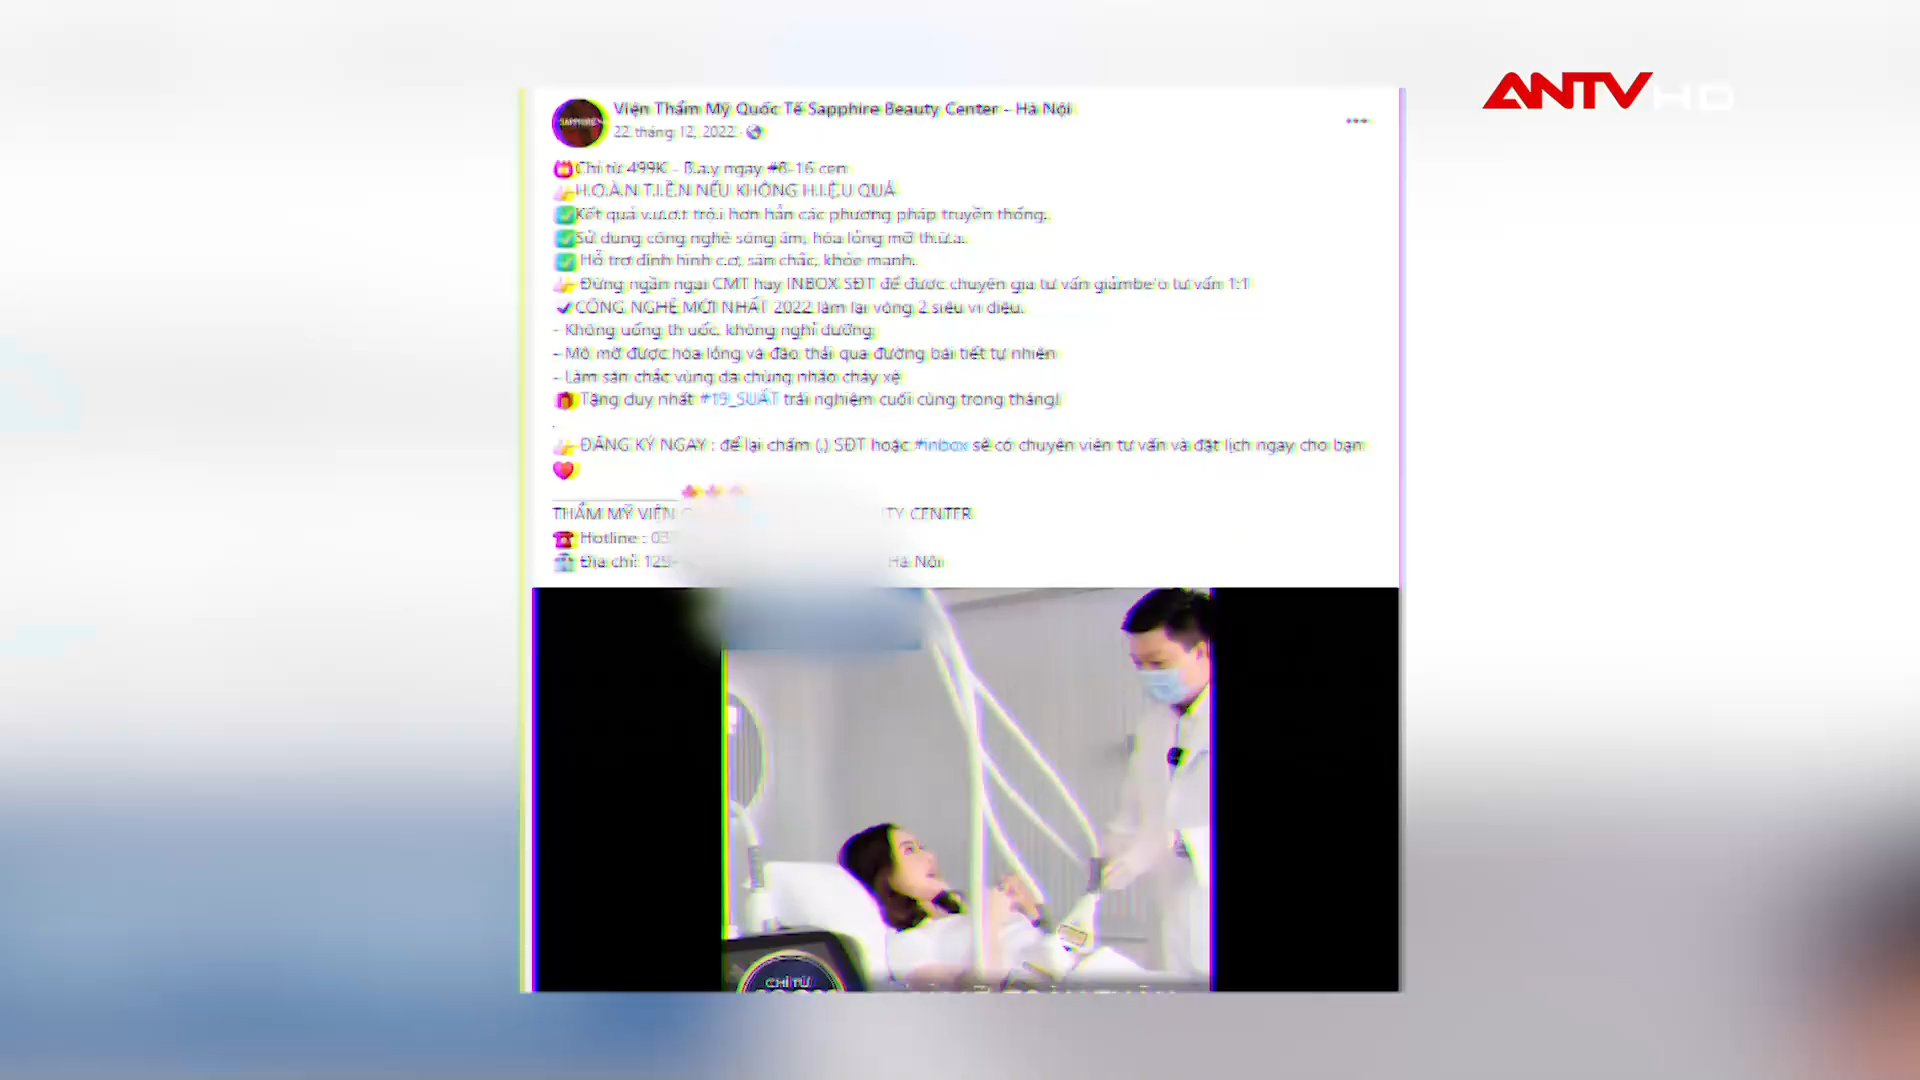 ANTV HD
Viện Thẩm Mỹ Quốc Tế Sapphire Beauty Center – Hà Nội
22 tháng 12, 2022
SAPPHIRE
Chỉ từ 499K – B.a.y ngay #8-16 cen
H.O.À.N T.I.Ề.N NẾU KHÔNG H.I.Ệ.U QUẢ
Kết quả v.ư.ợ.t trộ.i hơn hẳn các phương pháp truyền thống.
Sử dụng công nghệ sóng âm, hóa lỏng mỡ th.ừ.a.
Hỗ trợ định hình c.ơ, săn chắc, khỏe mạnh.
Đừng ngần ngại CMT hay INBOX SĐT để được chuyên gia tư vấn giảmbe'o tư vấn 1:1
CÔNG NGHỆ MỚI NHẤT 2022 làm lại vòng 2 siêu vi diệu.
- Không uống th uốc, không nghỉ dưỡng
- Mô mỡ được hóa lỏng và đào thải qua đường bài tiết tự nhiên
- Làm săn chắc vùng da chùng nhão chảy xệ
Tặng duy nhất #19_SUẤT trải nghiệm cuối cùng trong tháng!
.
ĐĂNG KÝ NGAY : để lại chấm (.) SĐT hoặc #inbox sẽ có chuyên viên tư vấn và đặt lịch ngay cho bạn
THẨM MỸ VIỆN TY CENTER
Hotline : 03
Địa chỉ: 125- Hà Nội
CHỈ TỪ